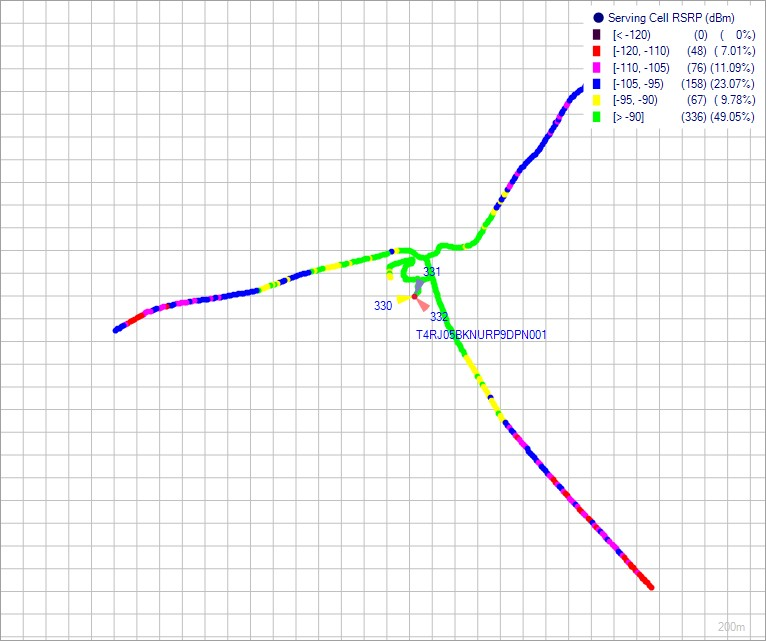 Serving Cell RSRP (dBm)
[< -120) (0) ( 0%)
[-120, -110) (48) ( 7.01%)
[-110, -105) (76) (11.09%)
[-105, -95) (158) (23.07%)
[-95, -90) (67) ( 9.78%)
[> -90] (336) (49.05%)
331
330
332
T4RJ05BKNURP9DPN001
200m